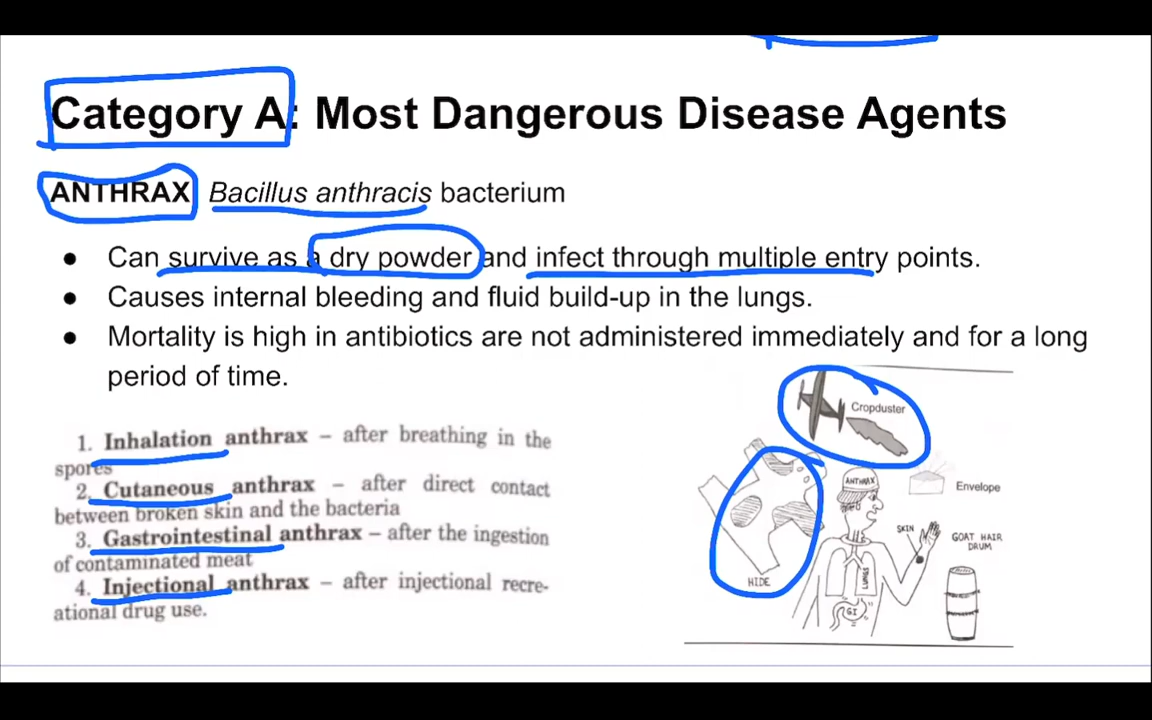 Category A: Most Dangerous Disease Agents
ANTHRAX Bacillus anthracis bacterium
● Can survive as a dry powder and infect through multiple entry points.
● Causes internal bleeding and fluid build-up in the lungs.
● Mortality is high in antibiotics are not administered immediately and for a long
period of time.
1. Inhalation anthrax – after breathing in the
spores
2. Cutaneous anthrax – after direct contact
between broken skin and the bacteria
3. Gastrointestinal anthrax – after the ingestion
of contaminated meat
4. Injectional anthrax – after injectional recre-
ational drug use.
Cropduster
ANTHRAX
Envelope
SKIN
GOAT HAIR
DRUM
LUNGS
HIDE
GI